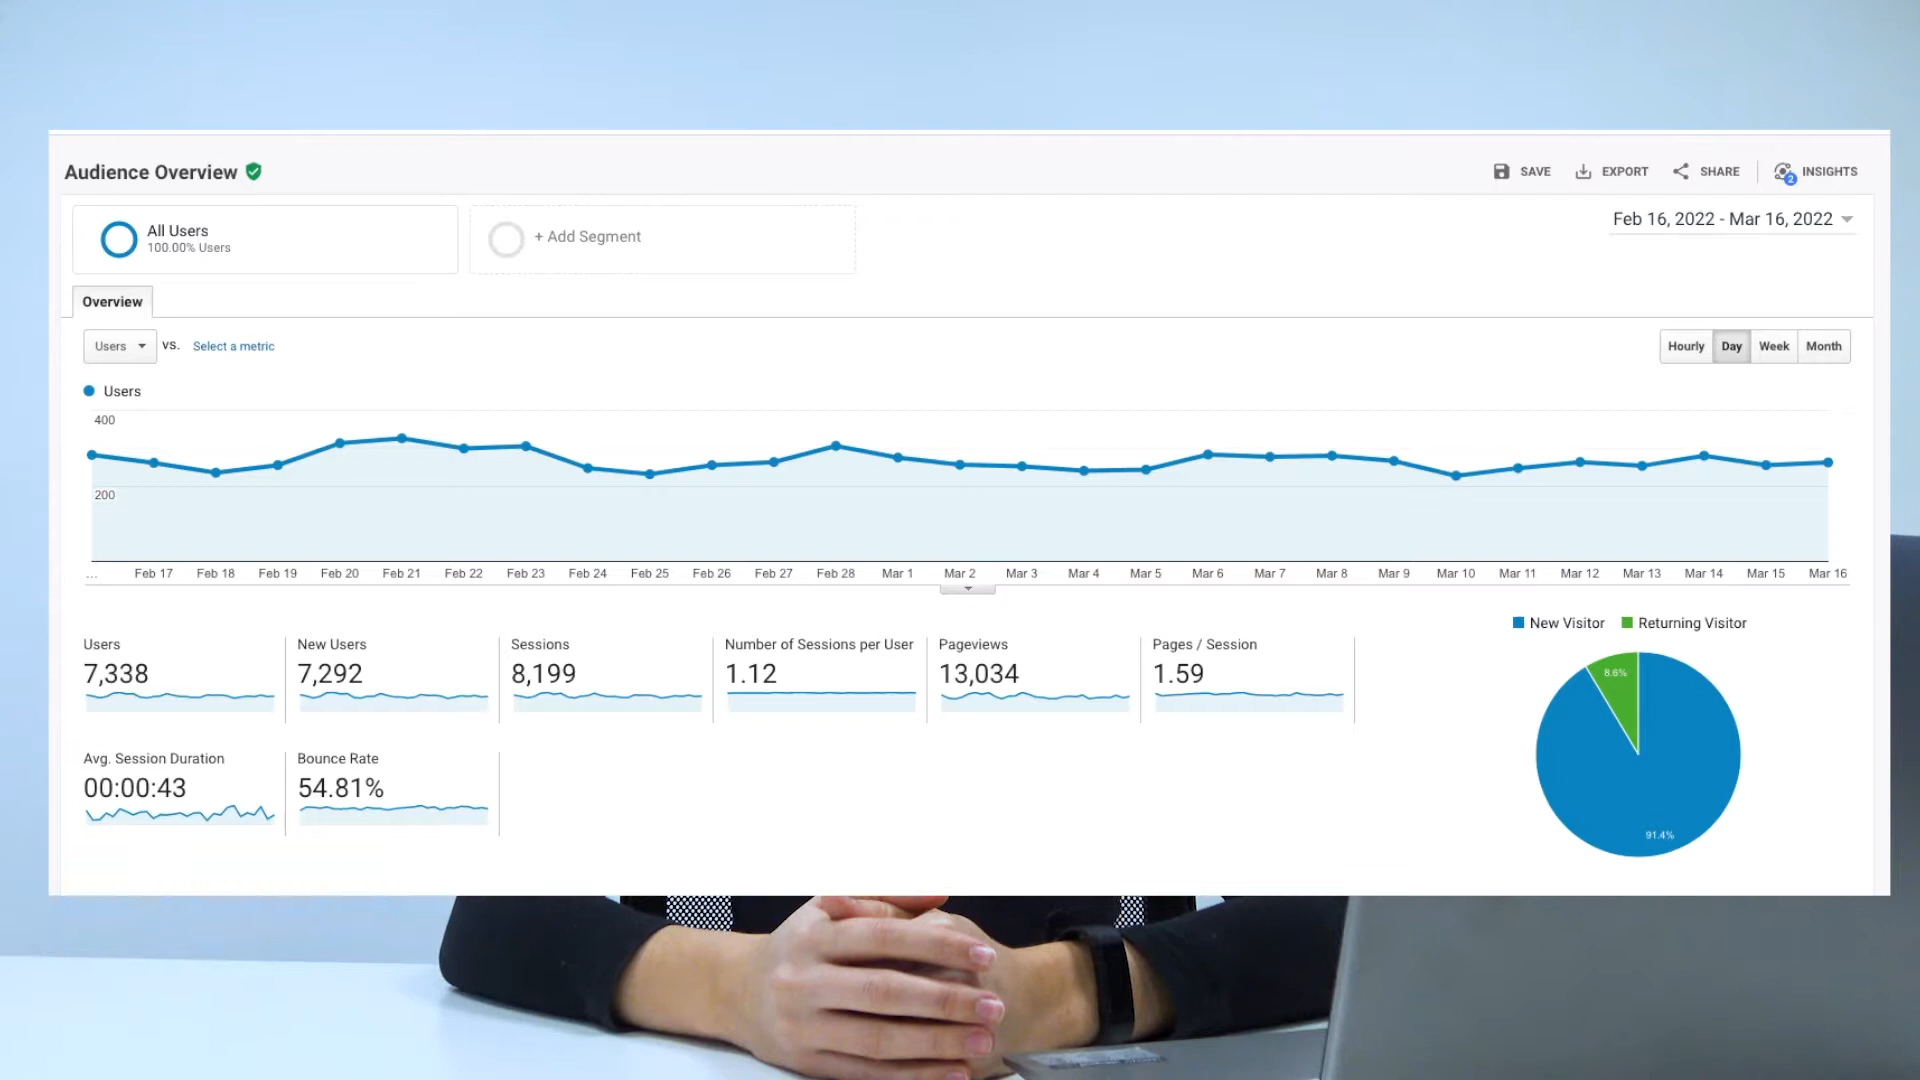 Audience Overview
SAVE EXPORT SHARE 2 INSIGHTS
All Users
100.00% Users
+ Add Segment
Feb 16, 2022 - Mar 16, 2022
Overview
Users VS. Select a metric
Hourly Day Week Month
Users
400
200
... Feb 17 Feb 18 Feb 19 Feb 20 Feb 21 Feb 22 Feb 23 Feb 24 Feb 25 Feb 26 Feb 27 Feb 28 Mar 1 Mar 2 Mar 3 Mar 4 Mar 5 Mar 6 Mar 7 Mar 8 Mar 9 Mar 10 Mar 11 Mar 12 Mar 13 Mar 14 Mar 15 Mar 16
New Visitor Returning Visitor
Users New Users Sessions Number of Sessions per User Pageviews Pages / Session
7,338 7,292 8,199 1.12 13,034 1.59
8.6%
Avg. Session Duration Bounce Rate
00:00:43 54.81%
91.4%